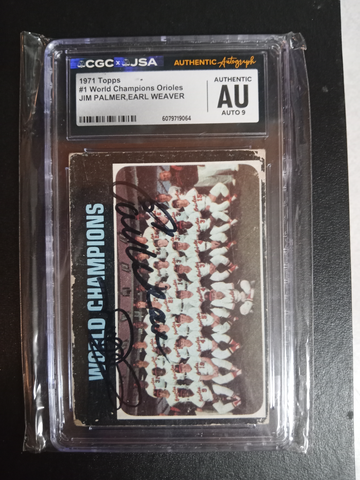 CGC x JSA
AUTHENTIC Autograph
1971 Topps
#1 World Champions Orioles
JIM PALMER,EARL WEAVER
6079719064
AUTHENTIC
AU
AUTO 9
WORLD CHAMPIONS